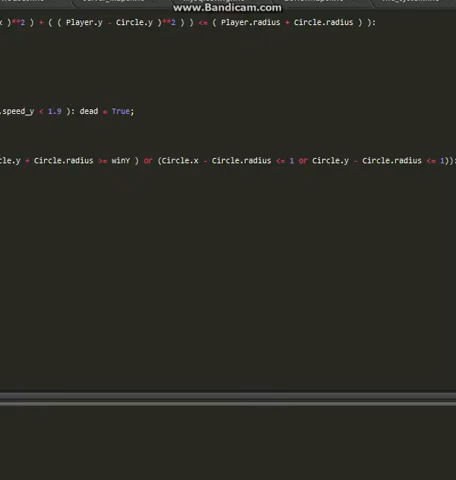 www.Bandicam.com
x )**2 ) + ( ( Player.y - Circle.y )**2 ) ) <= ( Player.radius + Circle.radius ) ):
.speed_y < 1.9 ): dead = True;
cle.y + Circle.radius >= winY ) or (Circle.x - Circle.radius <= 1 or Circle.y - Circle.radius <= 1)):